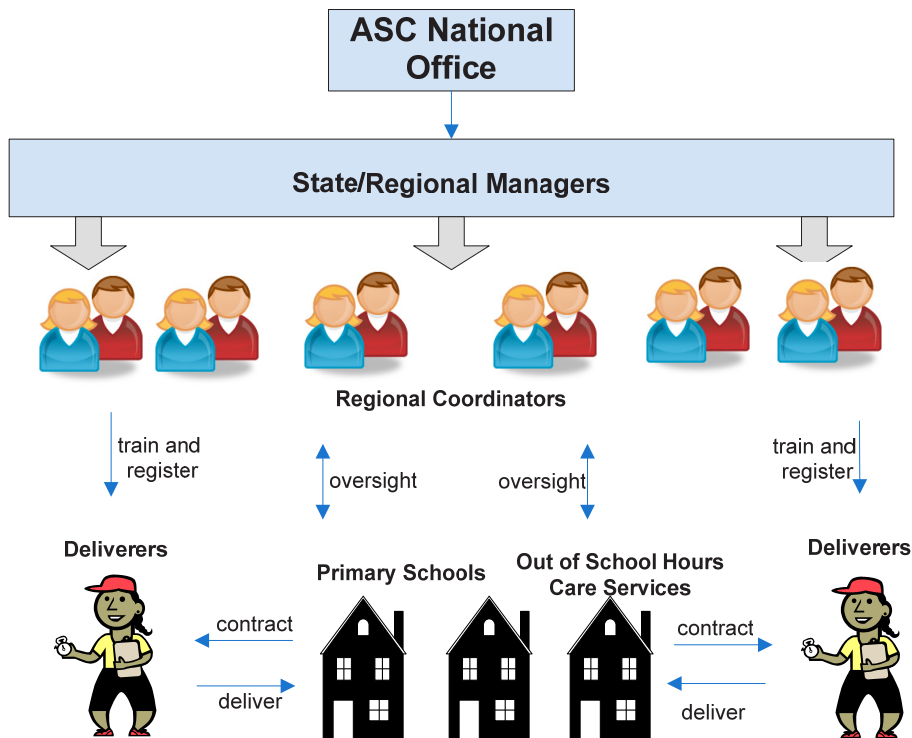 ASC National
Office
State/Regional Managers
Regional Coordinators
train and
register
oversight
oversight
train and
register
Deliverers
Primary Schools
Out of School Hours
Care Services
Deliverers
contract
deliver
contract
deliver